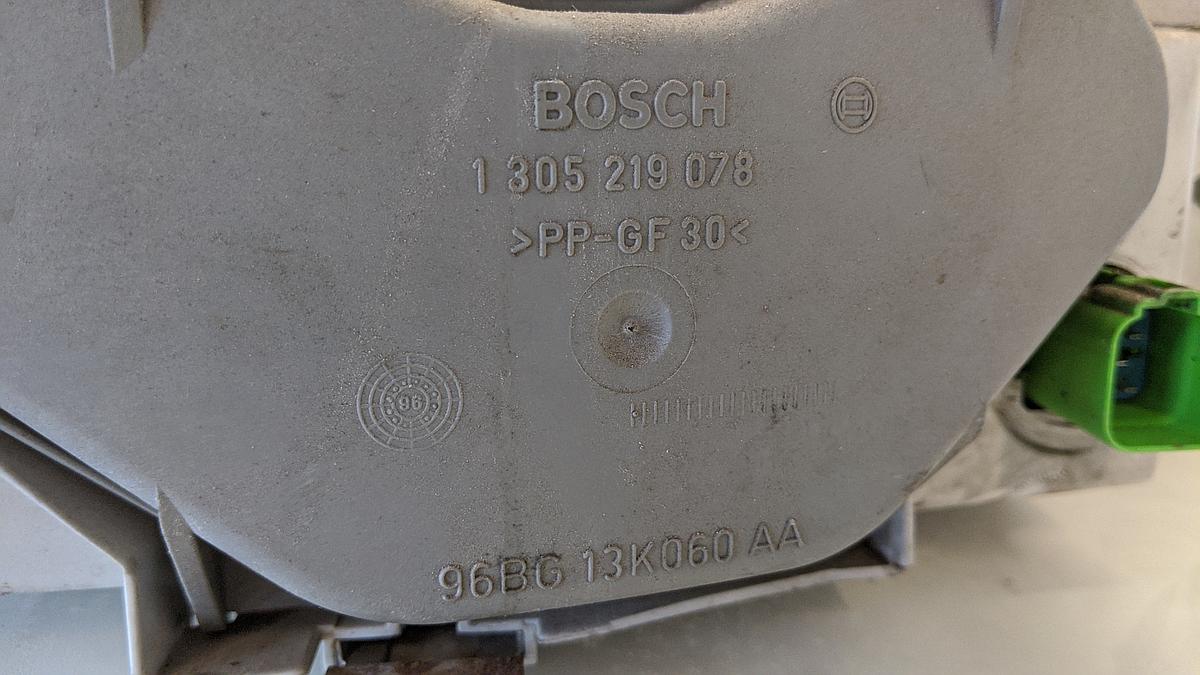 BOSCH
1 305 219 078
>PP-GF 30<
96
96BG 13K060 AA